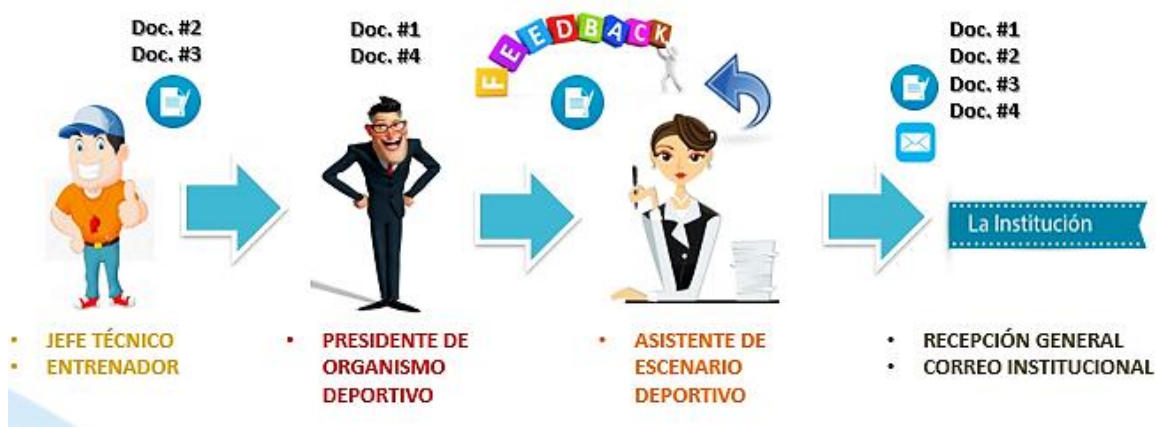 Doc. #2
Doc. #3
Doc. #1
Doc. #4
FEEDBACK
Doc. #1
Doc. #2
Doc. #3
Doc. #4
La Institución
• JEFE TÉCNICO
• ENTRENADOR
• PRESIDENTE DE
ORGANISMO
DEPORTIVO
• ASISTENTE DE
ESCENARIO
DEPORTIVO
• RECEPCIÓN GENERAL
• CORREO INSTITUCIONAL